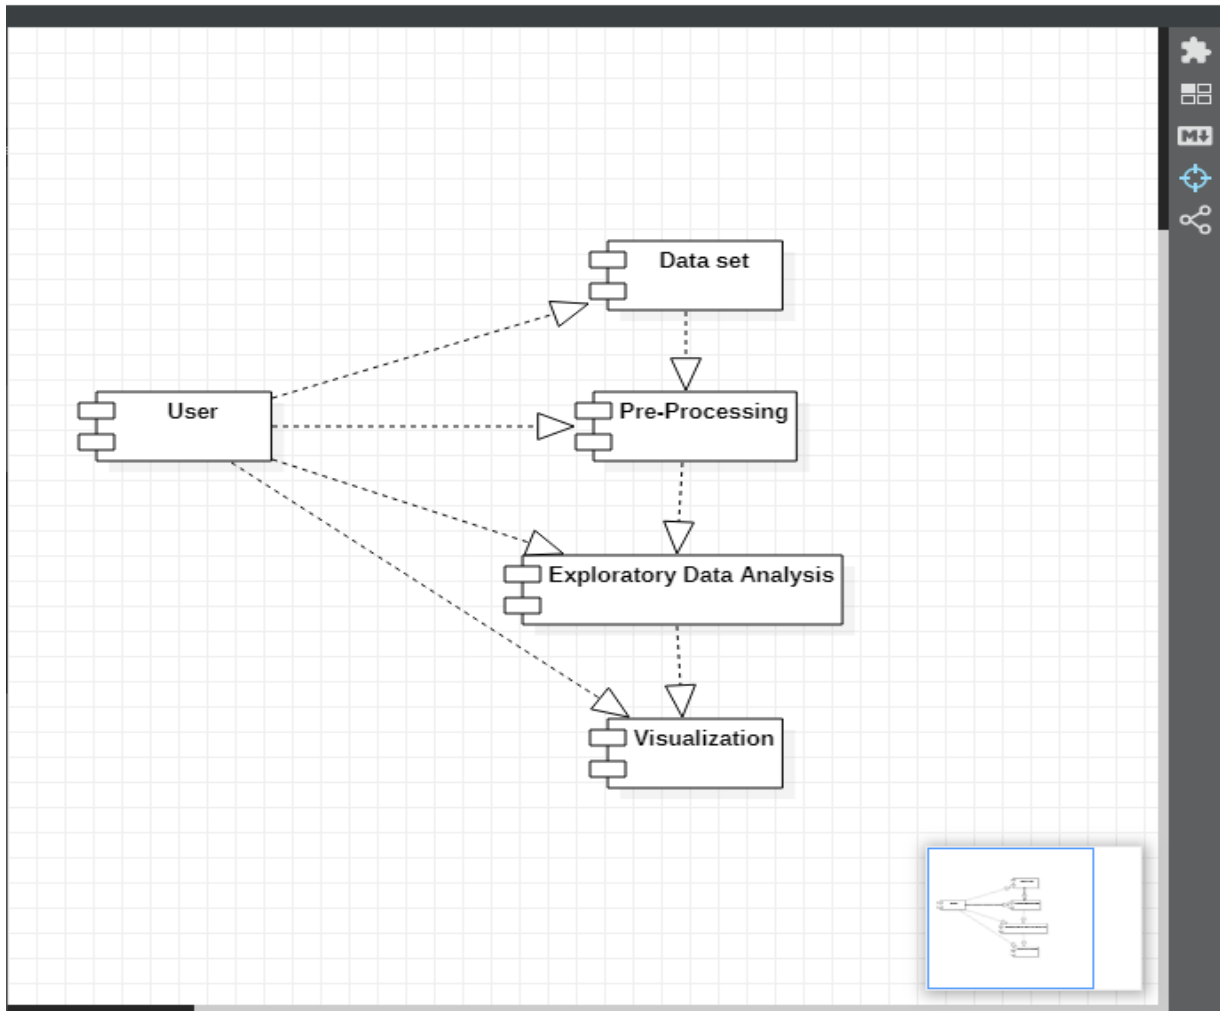 Data set
User
Pre-Processing
Exploratory Data Analysis
Visualization
M